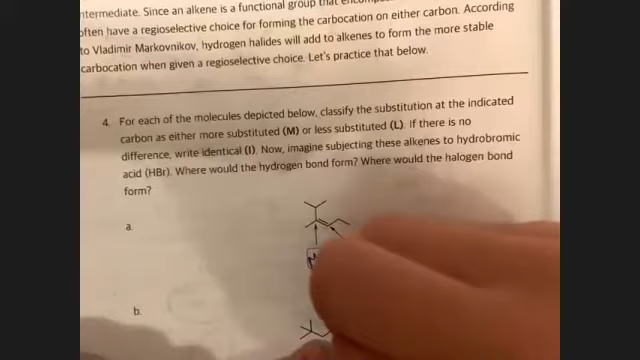 ntermediate. Since an alkene is a functional group that
often have a regioselective choice for forming the carbocation on either carbon. According
to Vladimir Markovnikov, hydrogen halides will add to alkenes to form the more stable
carbocation when given a regioselective choice. Let's practice that below.
4. For each of the molecules depicted below, classify the substitution at the indicated
carbon as either more substituted (M) or less substituted (L). If there is no
difference, write identical (I). Now, imagine subjecting these alkenes to hydrobromic
acid (HBr). Where would the hydrogen bond form? Where would the halogen bond
form?
a.
b.